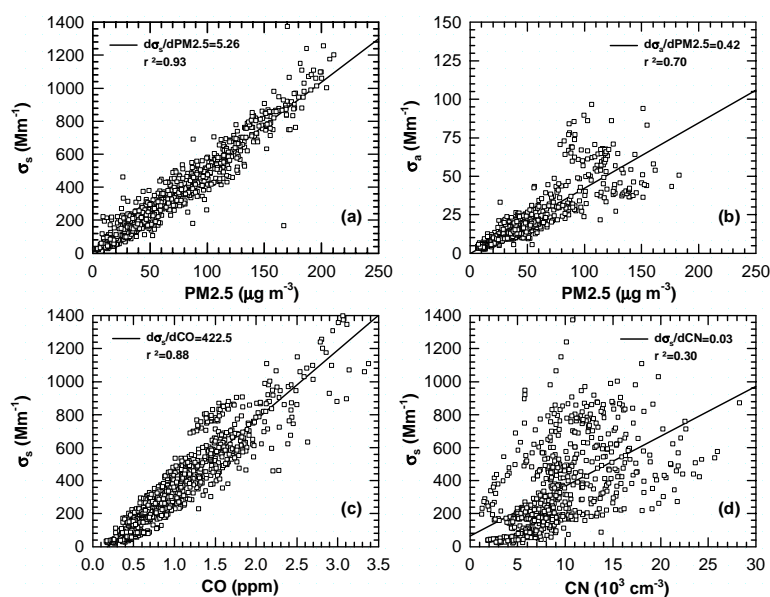 1400
1200
1000
800
600
400
200
0
σs (Mm-1)
dσs/dPM2.5=5.26
r ²=0.93
(a)
0 50 100 150 200 250
PM2.5 (µg m-3)
150
125
100
75
50
25
0
σa (Mm-1)
dσs/dPM2.5=0.42
r ²=0.70
(b)
0 50 100 150 200 250
PM2.5 (µg m-3)
1400
1200
1000
800
600
400
200
0
σs (Mm-1)
dσs/dCO=422.5
r ²=0.88
(c)
0.0 0.5 1.0 1.5 2.0 2.5 3.0 3.5
CO (ppm)
1400
1200
1000
800
600
400
200
0
σs (Mm-1)
dσs/dCN=0.03
r ²=0.30
(d)
0 5 10 15 20 25 30
CN (10³ cm-3)